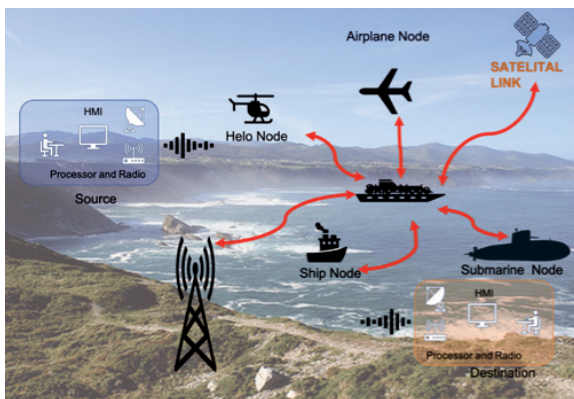 Airplane Node
SATELITAL
LINK
HMI
Helo Node
Processor and Radio
Source
Ship Node
Submarine Node
HMI
Processor and Radio
Destination